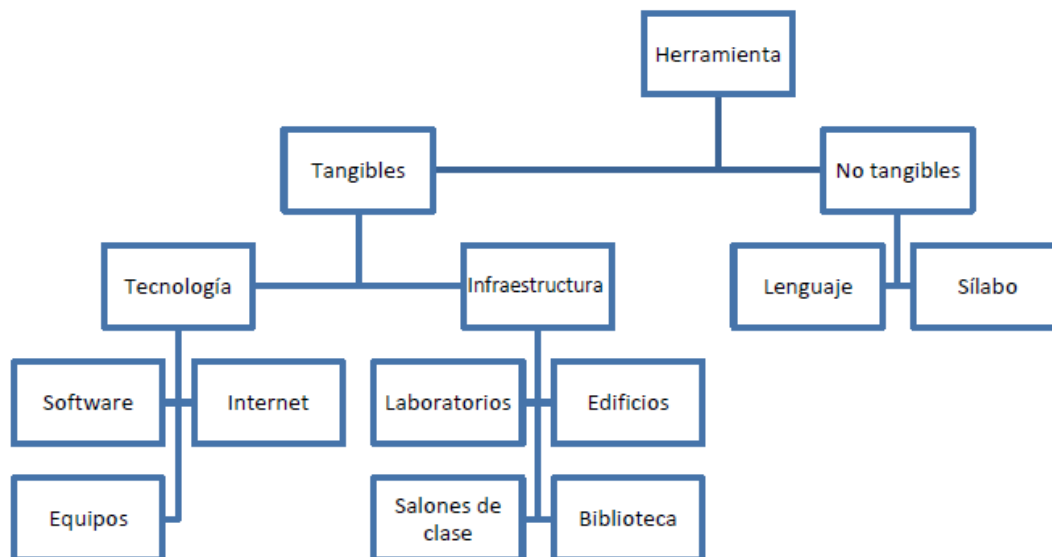 Herramienta
Tangibles
No tangibles
Tecnología
Infraestructura
Lenguaje
Sílabo
Software
Internet
Laboratorios
Edificios
Equipos
Salones de
clase
Biblioteca